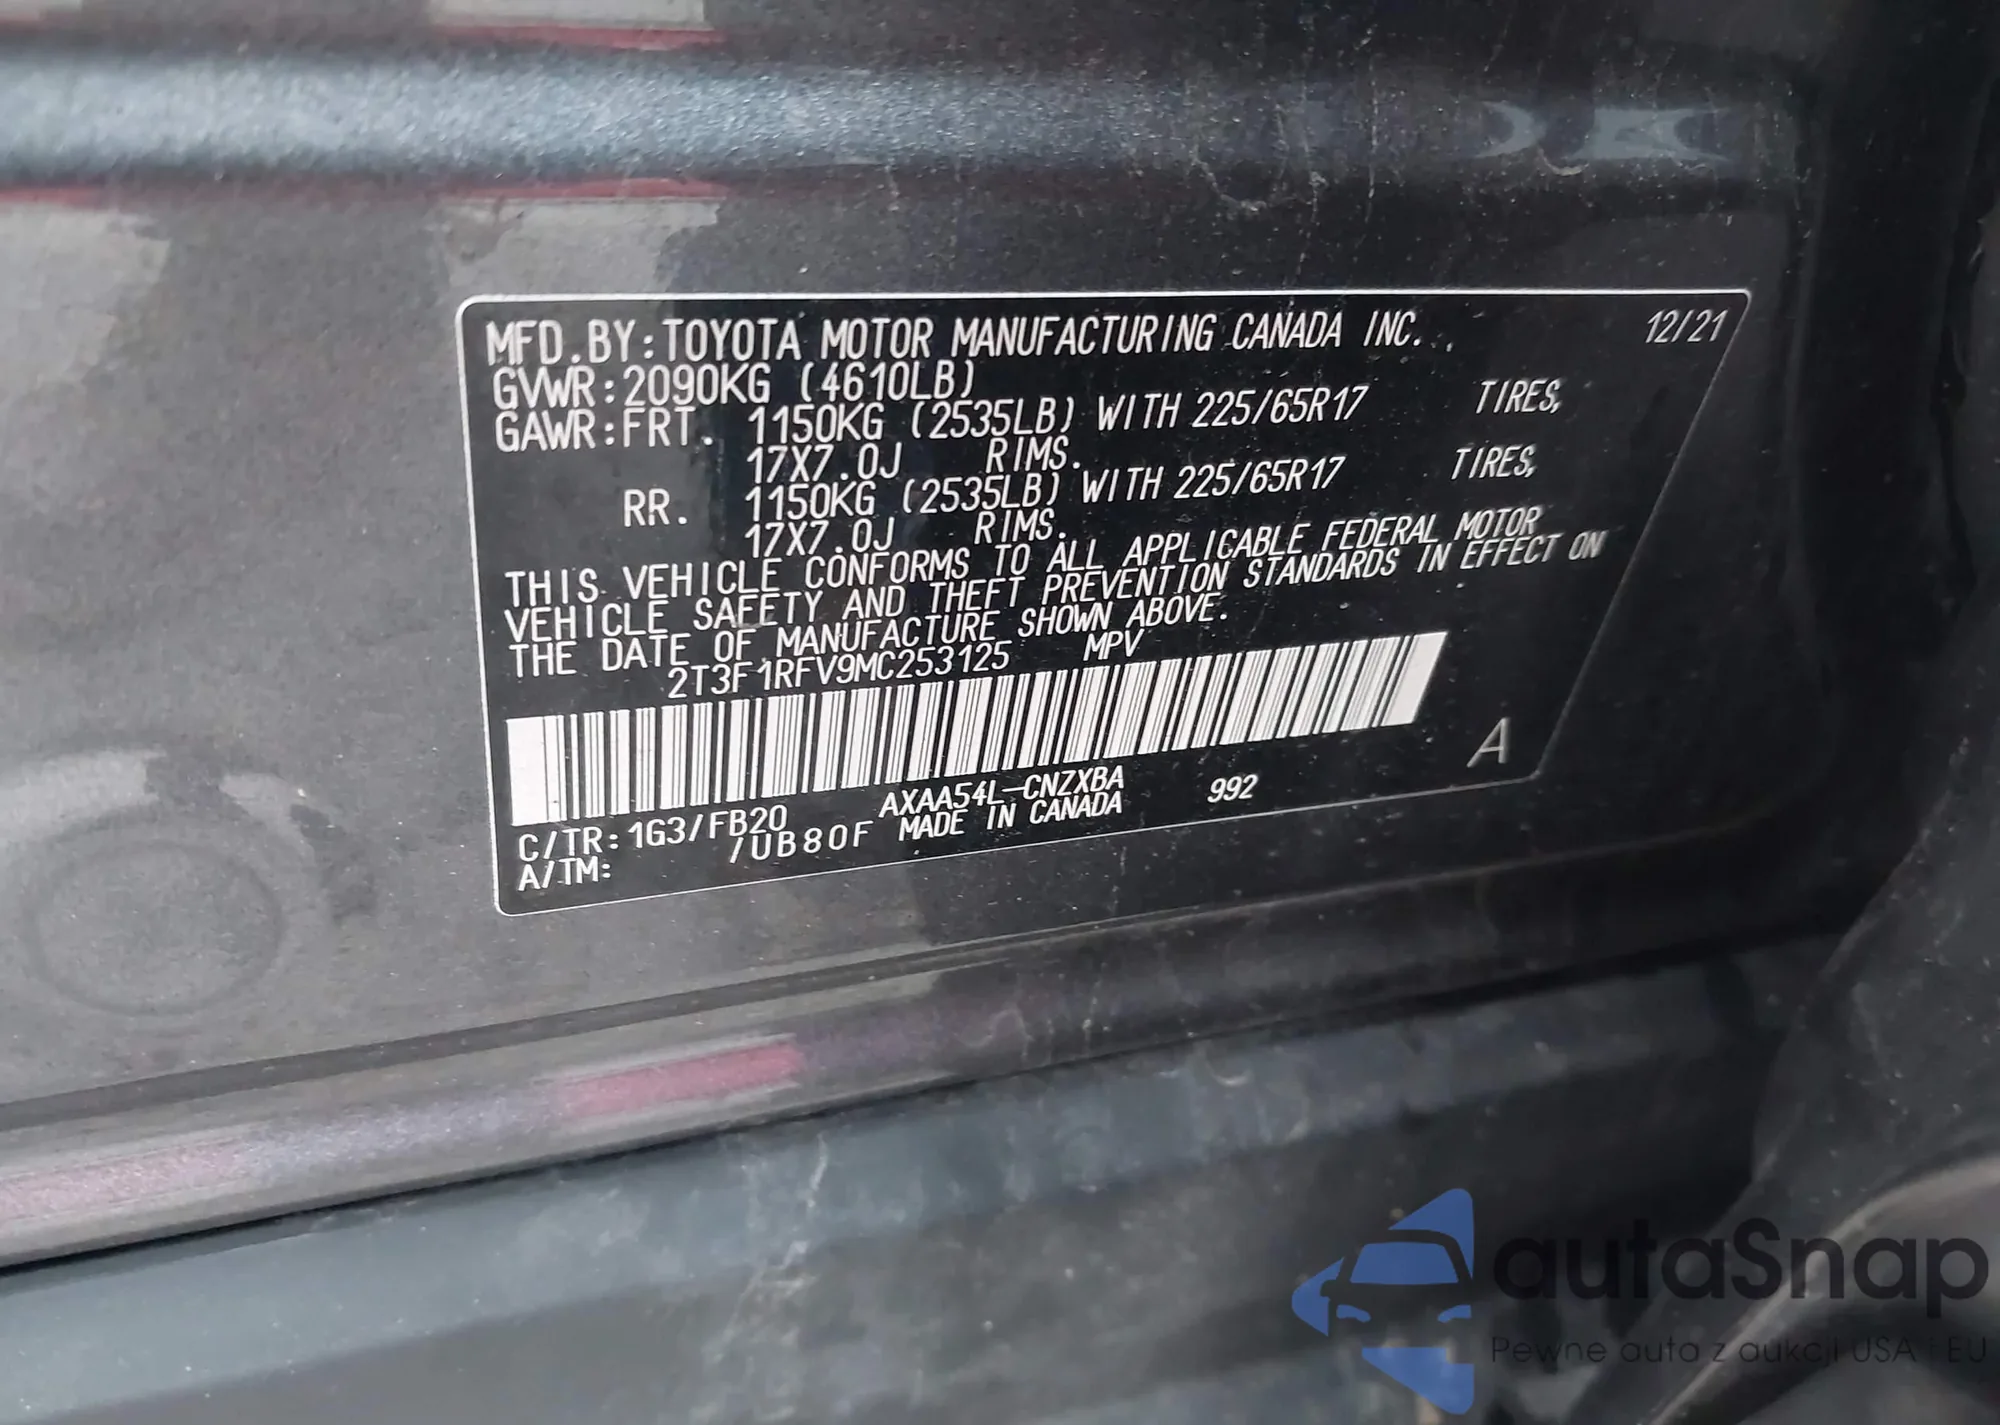 MFD.BY:TOYOTA MOTOR MANUFACTURING CANADA INC. 12/21
GVWR:2090KG (4610LB)
GAWR:FRT. 1150KG (2535LB) WITH 225/65R17 TIRES,
17X7.0J RIMS.
RR. 1150KG (2535LB) WITH 225/65R17 TIRES,
17X7.0J RIMS.
THIS VEHICLE CONFORMS TO ALL APPLICABLE FEDERAL MOTOR
VEHICLE SAFETY AND THEFT PREVENTION STANDARDS IN EFFECT ON
THE DATE OF MANUFACTURE SHOWN ABOVE.
2T3F1RFV9MC253125 MPV
A
C/TR:1G3/FB20 AXAA54L-CNZXBA 992
A/TM: /UB80F MADE IN CANADA
autaSnap
Pewne auta z aukcji USA i EU